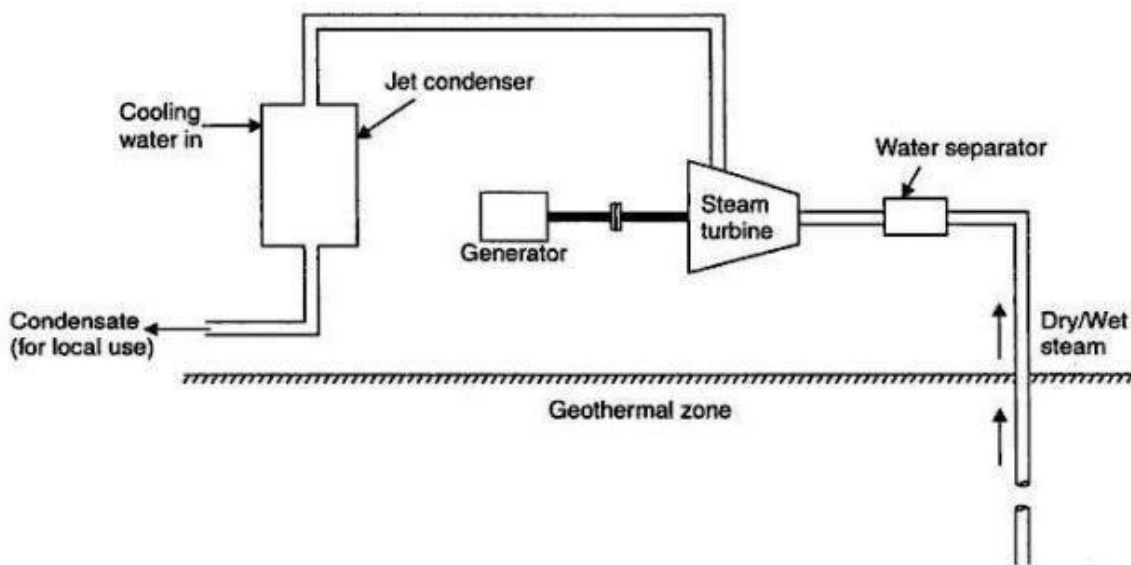 Jet condenser
Cooling
water in
Water separator
Steam
turbine
Generator
Condensate
(for local use)
Dry/Wet
steam
Geothermal zone